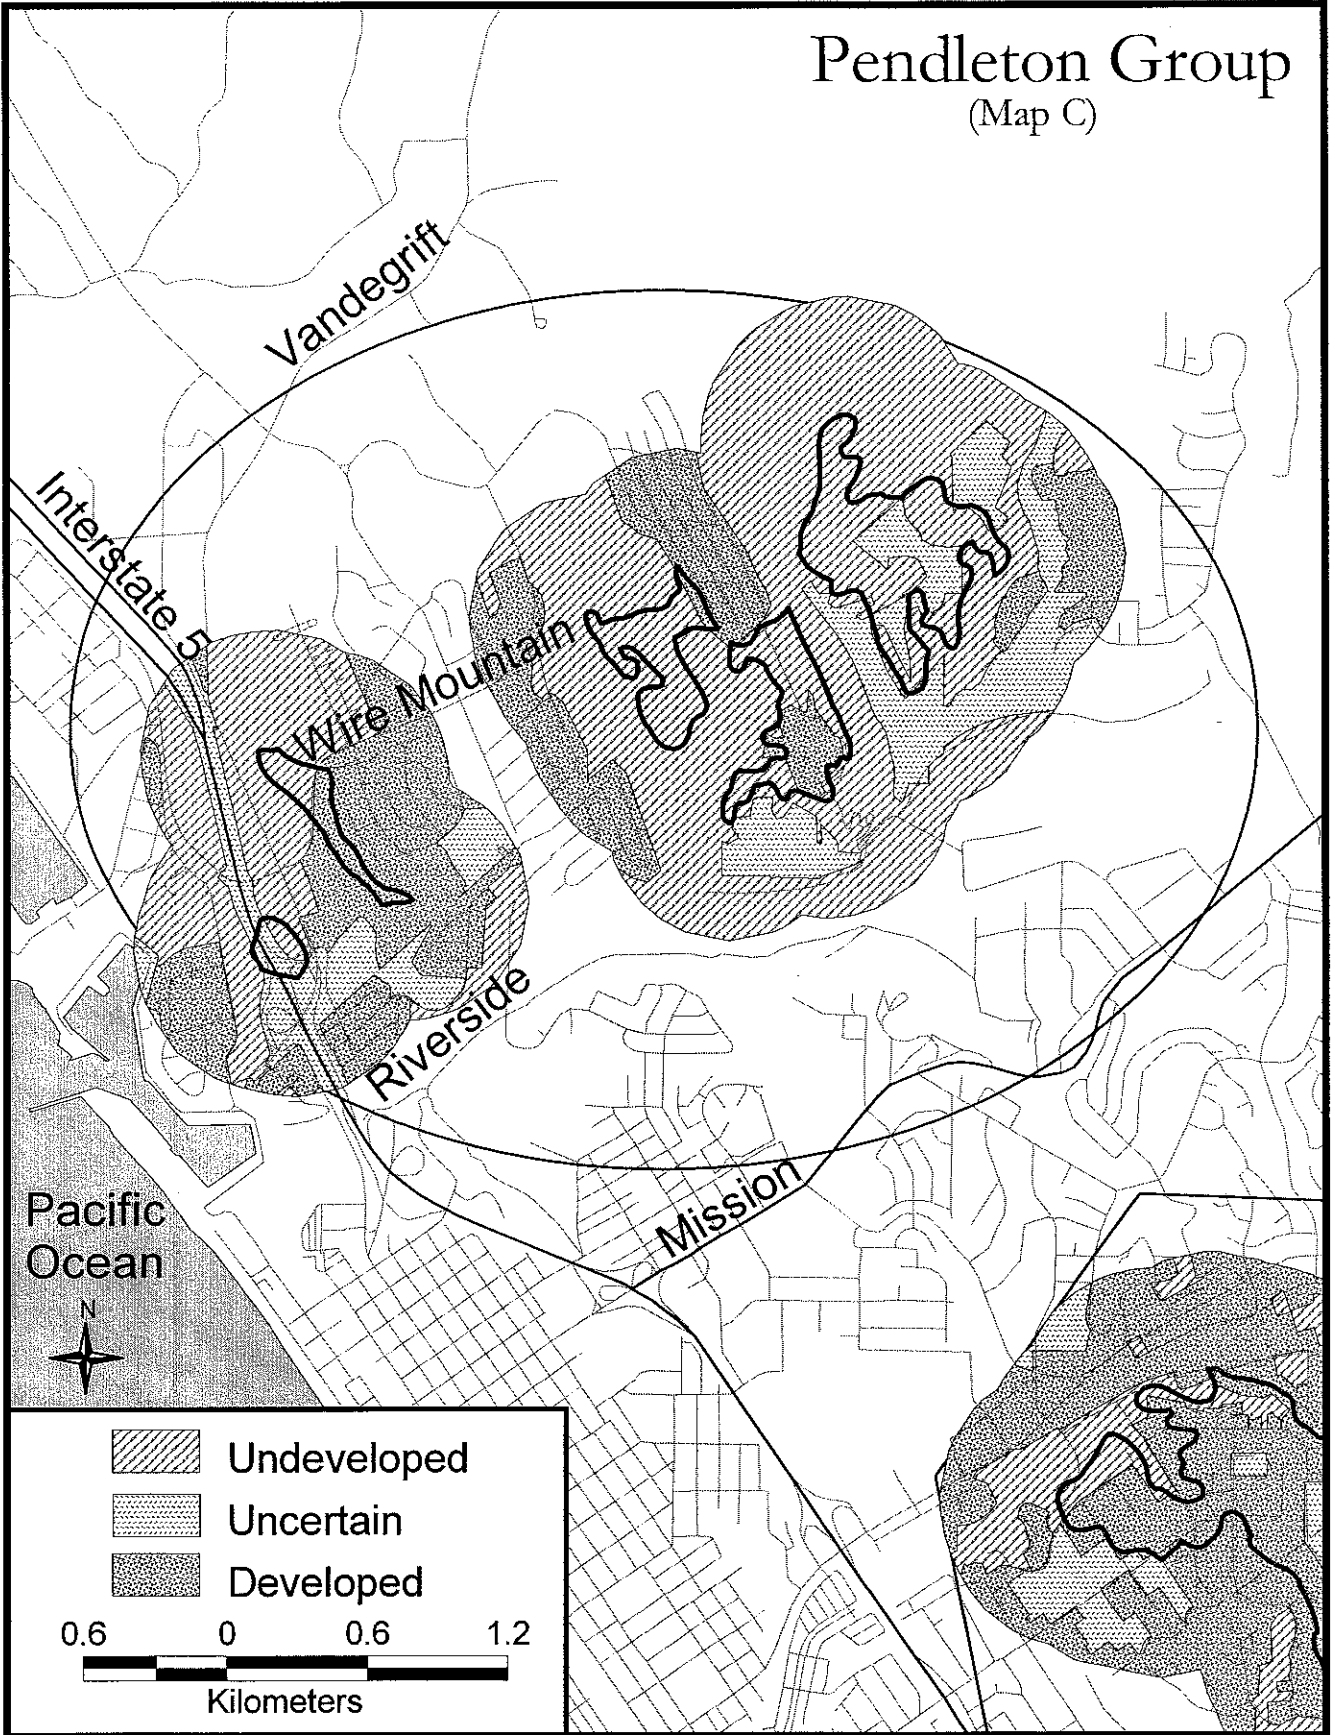 Pendleton Group
(Map C)
Vandegrift
Interstate 5
Wire Mountain
Riverside
Mission
Pacific
Ocean
N
Undeveloped
Uncertain
Developed
0.6 0 0.6 1.2
Kilometers